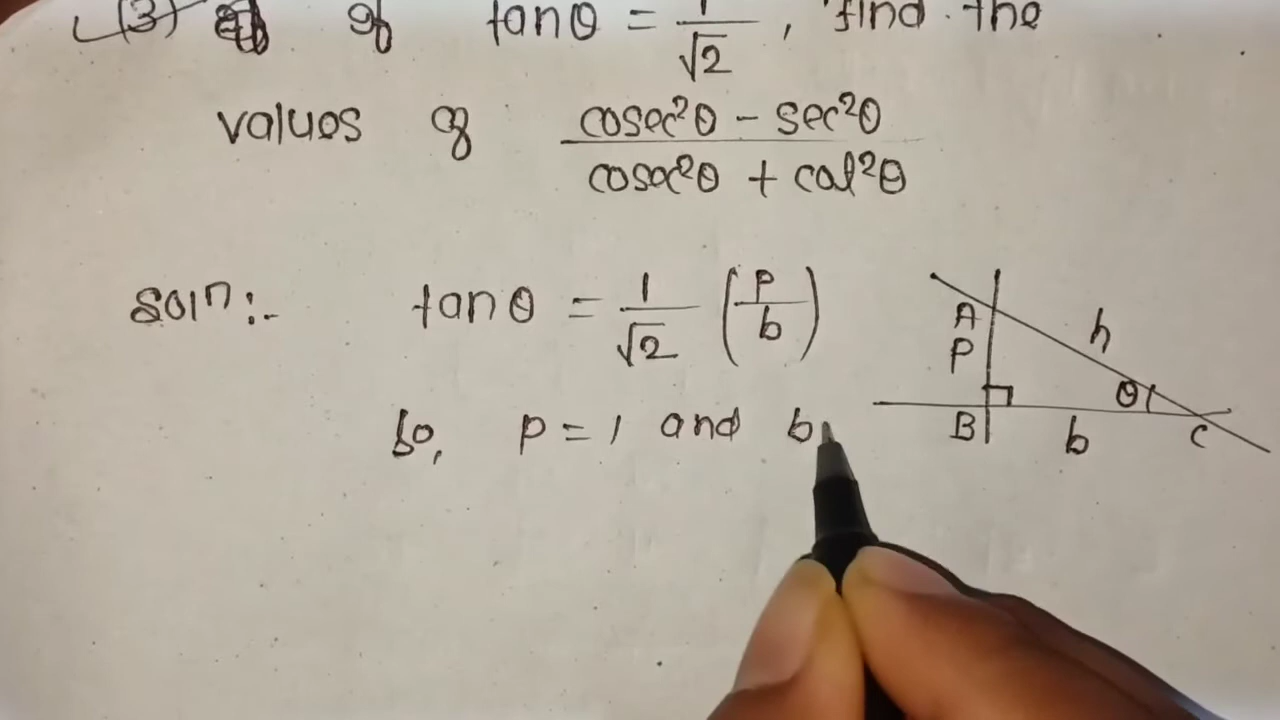 (3) of tanθ = 1/√2, find the
values of (cosec²θ - sec²θ)/(cosec²θ + cot²θ)
Soln:- tanθ = 1/√2 (p/b)
So, p = 1 and b
A
P
h
θ
B
b
C